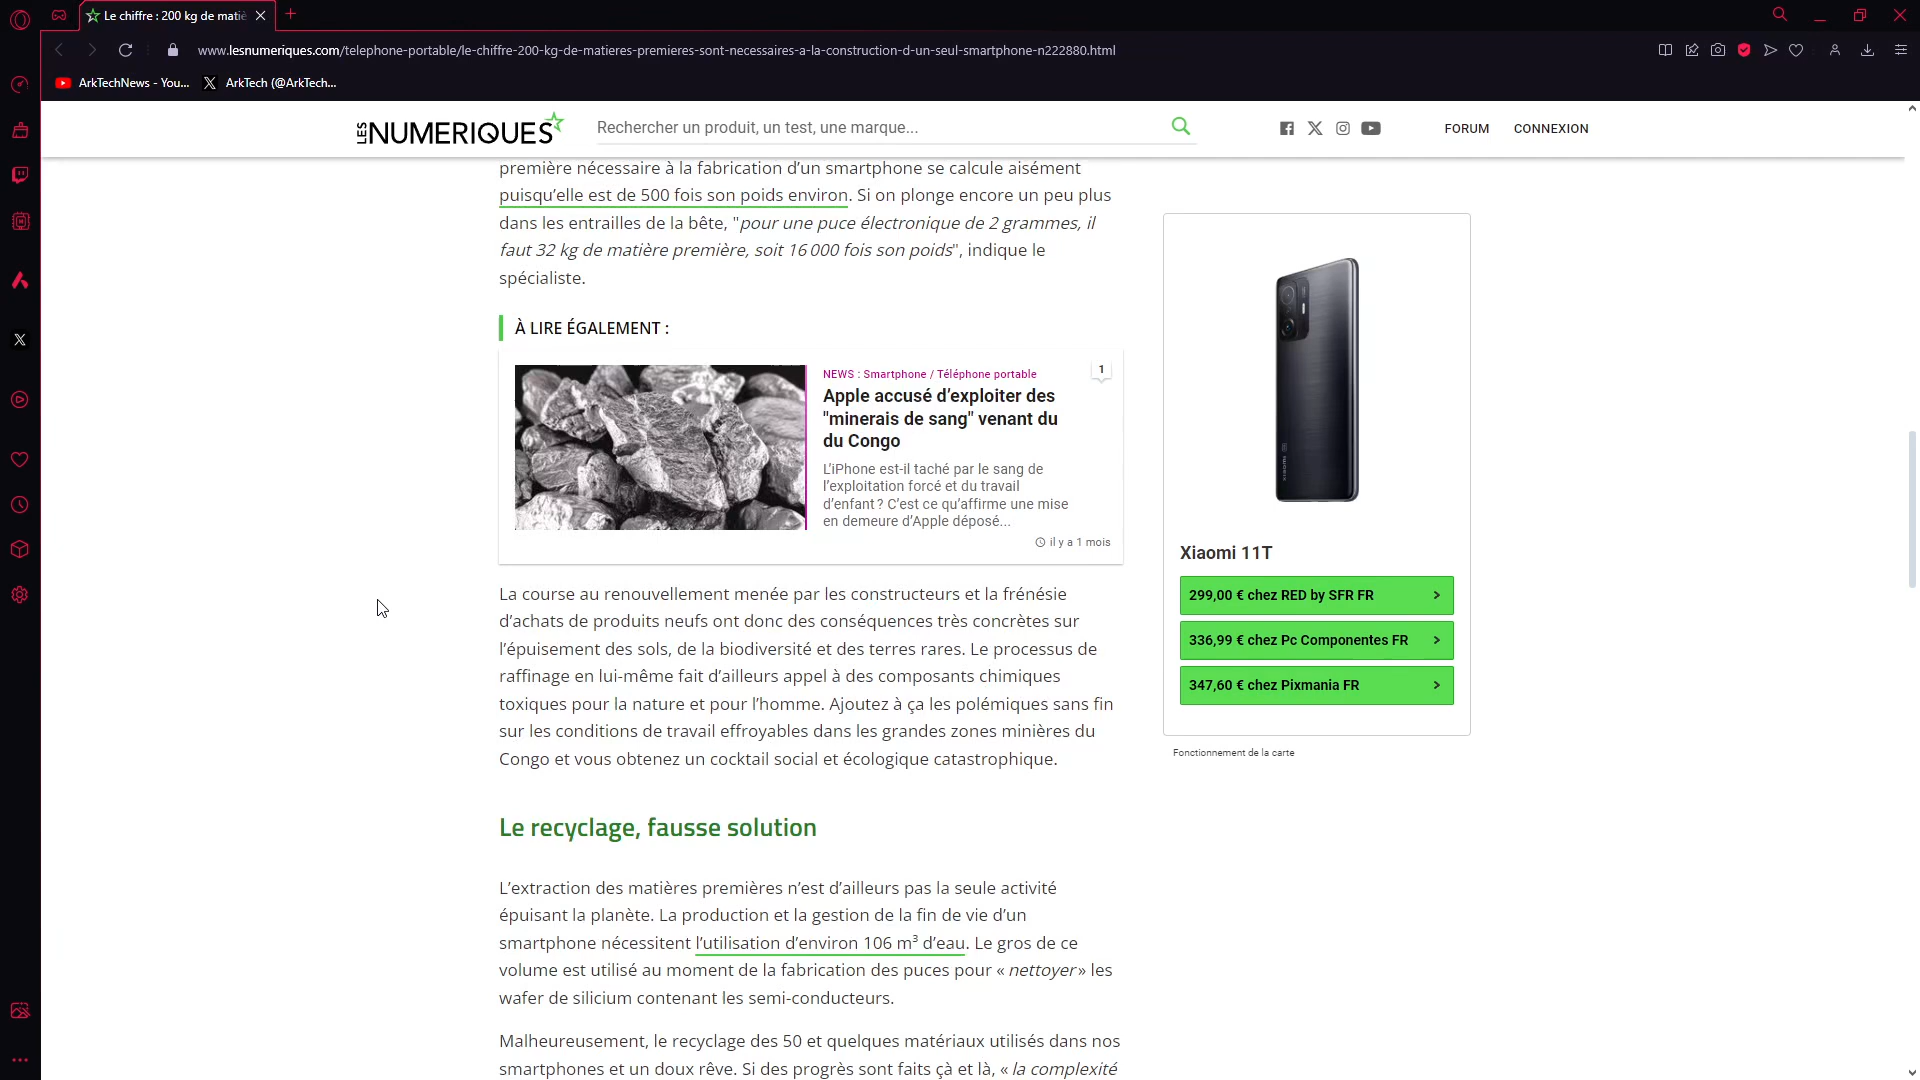 Le chiffre : 200 kg de matiè
www.lesnumeriques.com/telephone-portable/le-chiffre-200-kg-de-matieres-premieres-sont-necessaires-a-la-construction-d-un-seul-smartphone-n222880.html
ArkTechNews - You...
ArkTech (@ArkTech...
LES NUMERIQUES
Rechercher un produit, un test, une marque...
FORUM
CONNEXION
première nécessaire à la fabrication d’un smartphone se calcule aisément
puisqu’elle est de 500 fois son poids environ. Si on plonge encore un peu plus
dans les entrailles de la bête, "pour une puce électronique de 2 grammes, il
faut 32 kg de matière première, soit 16 000 fois son poids", indique le
spécialiste.
À LIRE ÉGALEMENT :
NEWS : Smartphone / Téléphone portable
1
Apple accusé d’exploiter des
"minerais de sang" venant du
du Congo
L’iPhone est-il taché par le sang de
l’exploitation forcé et du travail
d’enfant ? C’est ce qu’affirme une mise
en demeure d’Apple déposé...
il y a 1 mois
La course au renouvellement menée par les constructeurs et la frénésie
d’achats de produits neufs ont donc des conséquences très concrètes sur
l’épuisement des sols, de la biodiversité et des terres rares. Le processus de
raffinage en lui-même fait d’ailleurs appel à des composants chimiques
toxiques pour la nature et pour l’homme. Ajoutez à ça les polémiques sans fin
sur les conditions de travail effroyables dans les grandes zones minières du
Congo et vous obtenez un cocktail social et écologique catastrophique.
Le recyclage, fausse solution
L’extraction des matières premières n’est d’ailleurs pas la seule activité
épuisant la planète. La production et la gestion de la fin de vie d’un
smartphone nécessitent l’utilisation d’environ 106 m³ d’eau. Le gros de ce
volume est utilisé au moment de la fabrication des puces pour « nettoyer » les
wafer de silicium contenant les semi-conducteurs.
Malheureusement, le recyclage des 50 et quelques matériaux utilisés dans nos
smartphones et un doux rêve. Si des progrès sont faits çà et là, « la complexité
Xiaomi 11T
299,00 € chez RED by SFR FR
336,99 € chez Pc Componentes FR
347,60 € chez Pixmania FR
Fonctionnement de la carte